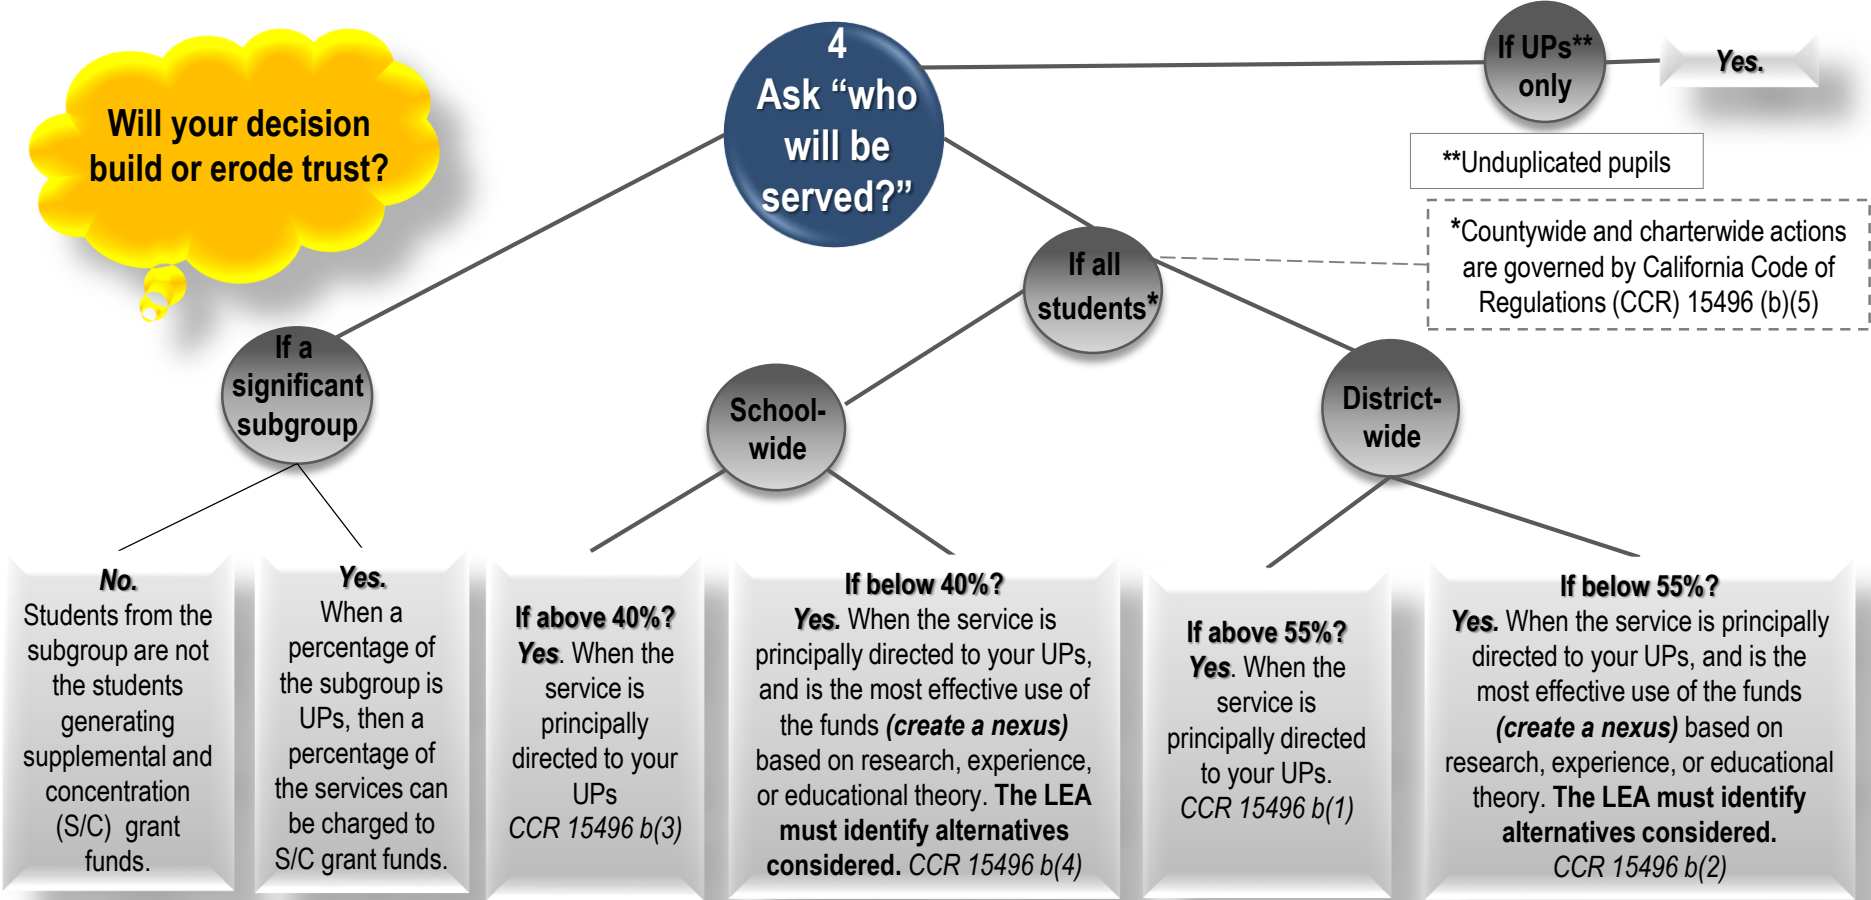 Will your decision
build or erode trust?
4
Ask “who
will be
served?”
If UPs**
only
Yes.
**Unduplicated pupils
*Countywide and charterwide actions
are governed by California Code of
Regulations (CCR) 15496 (b)(5)
If all
students*
If a
significant
subgroup
School-
wide
District-
wide
No.
Students from the
subgroup are not
the students
generating
supplemental and
concentration
(S/C) grant
funds.
Yes.
When a
percentage of
the subgroup is
UPs, then a
percentage of
the services can
be charged to
S/C grant funds.
If above 40%?
Yes. When the
service is
principally
directed to your
UPs
CCR 15496 b(3)
If below 40%?
Yes. When the service is
principally directed to your UPs,
and is the most effective use of
the funds (create a nexus)
based on research, experience,
or educational theory. The LEA
must identify alternatives
considered. CCR 15496 b(4)
If above 55%?
Yes. When the
service is
principally directed
to your UPs.
CCR 15496 b(1)
If below 55%?
Yes. When the service is principally
directed to your UPs, and is the
most effective use of the funds
(create a nexus) based on
research, experience, or educational
theory. The LEA must identify
alternatives considered.
CCR 15496 b(2)